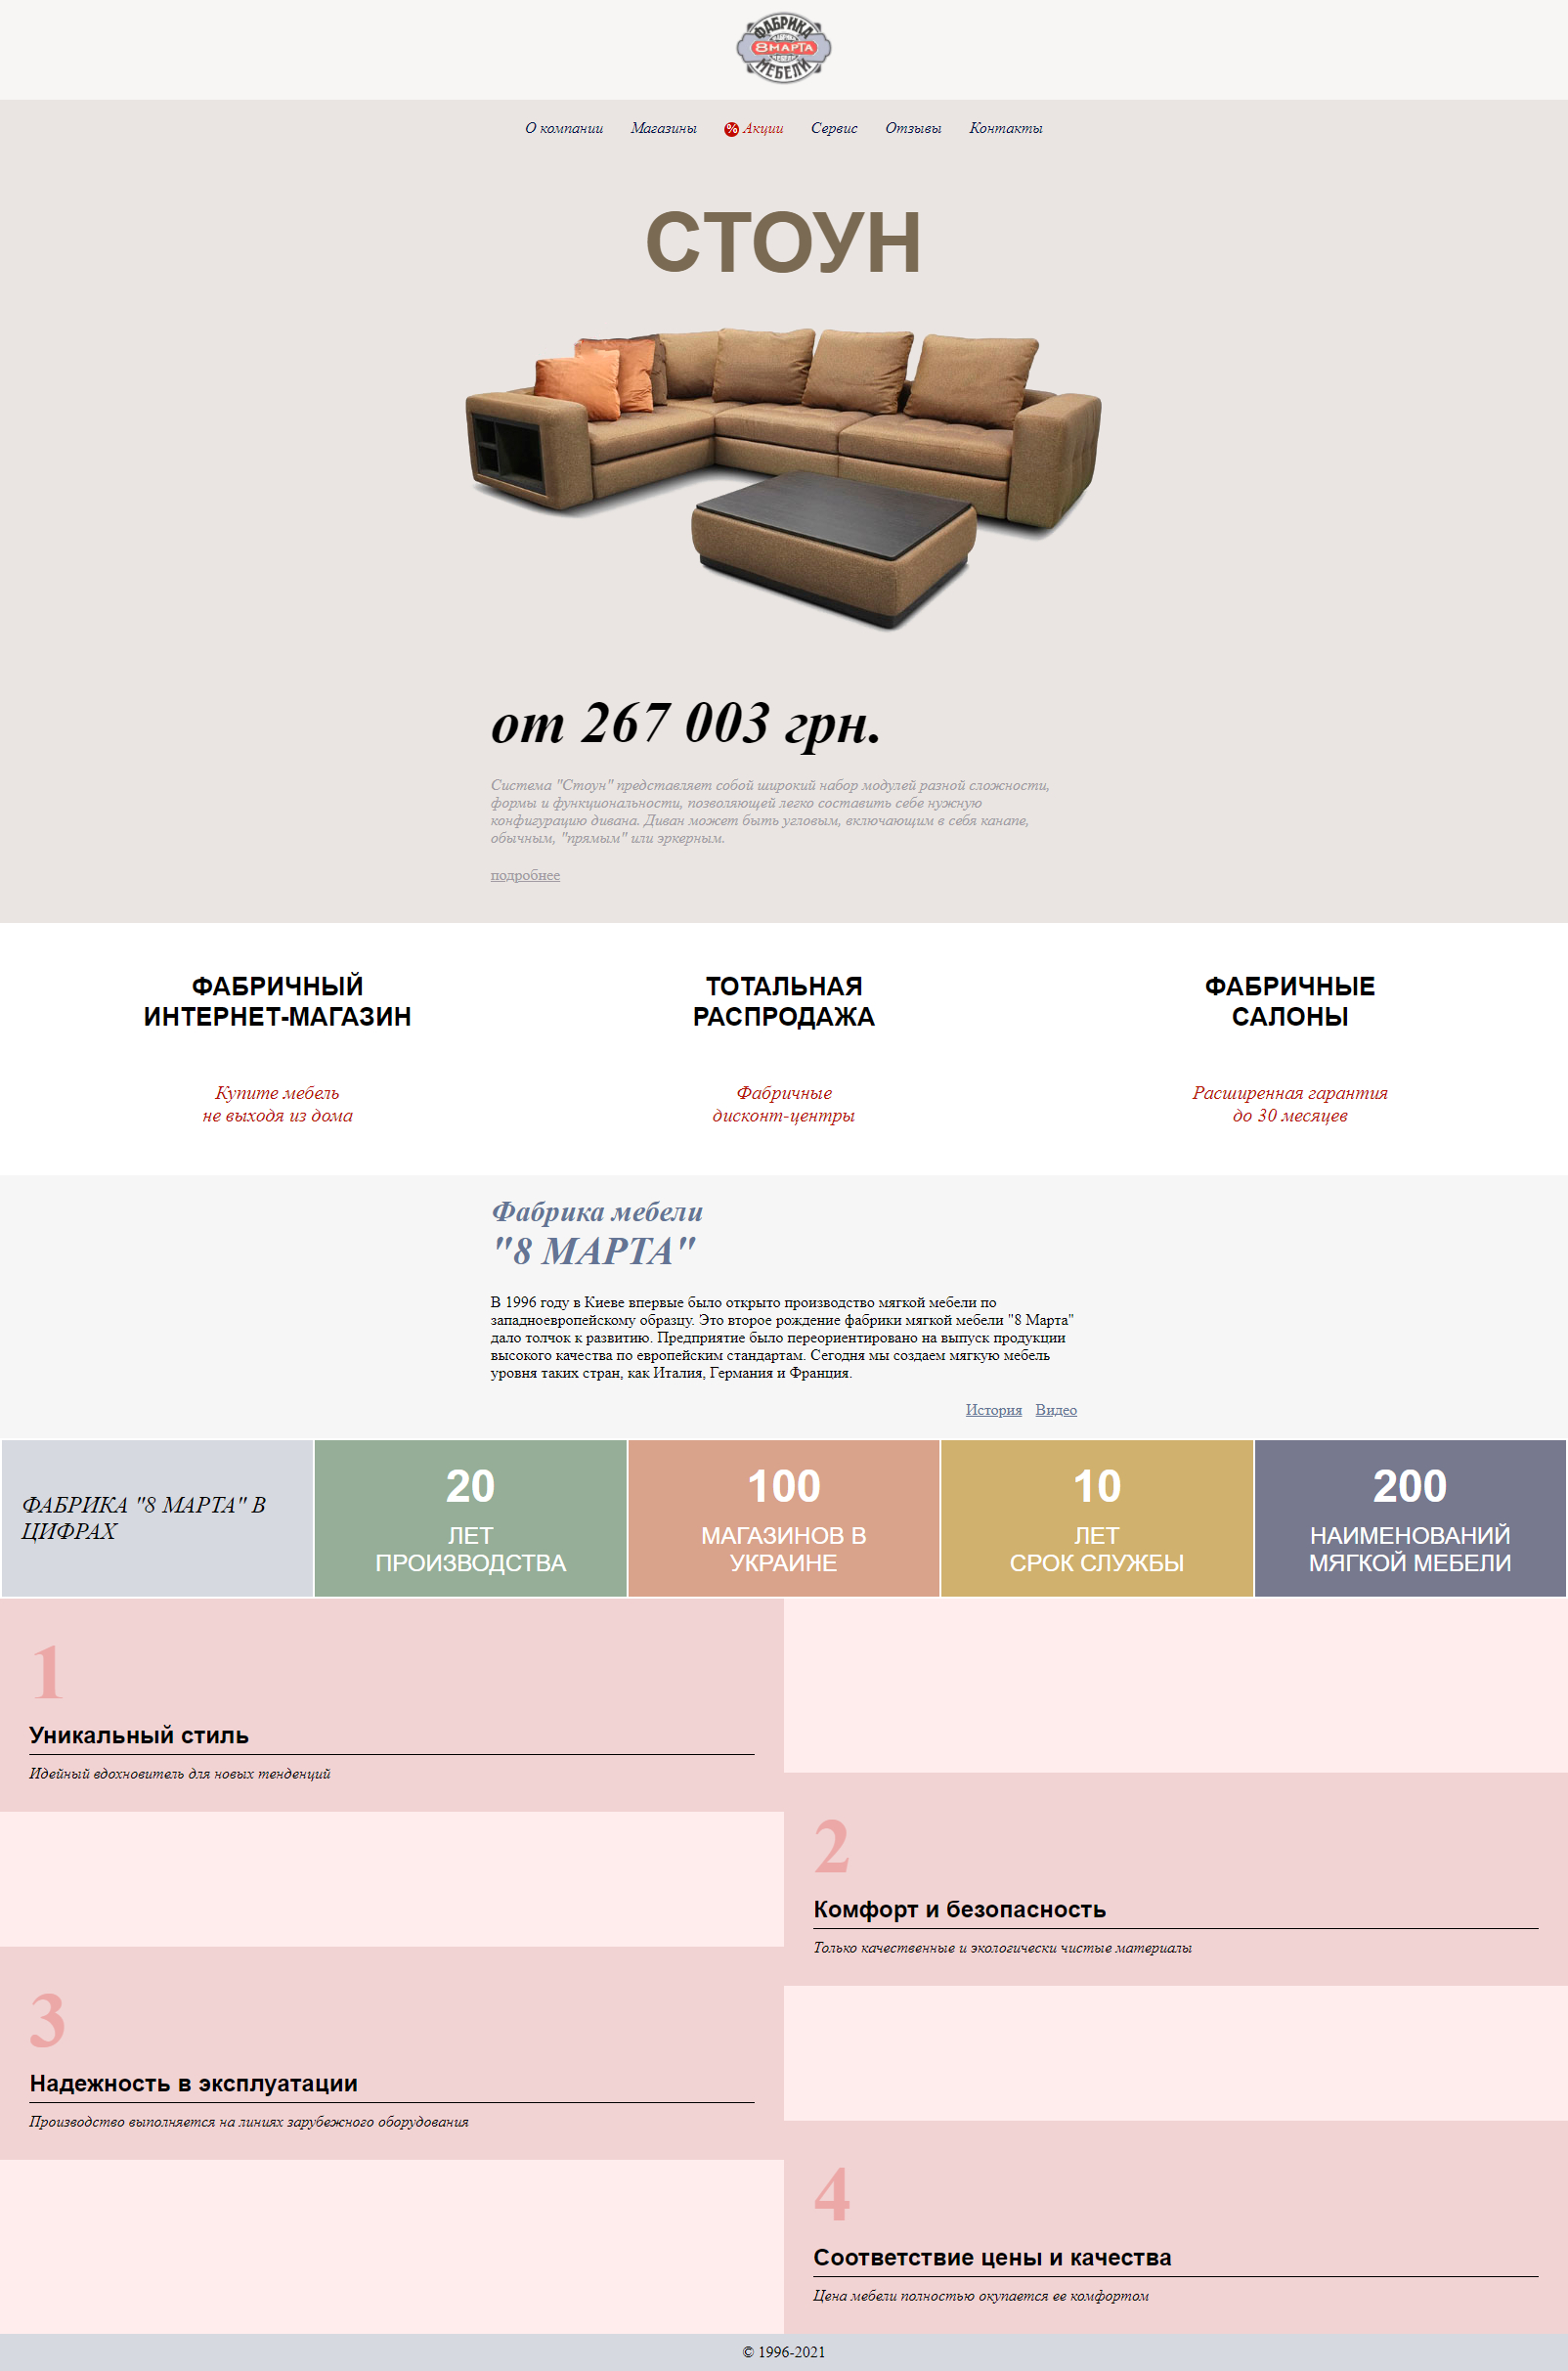 ФАБРИКА
8 МАРТА
МЕБЕЛИ
О компании Магазины % Акции Сервис Отзывы Контакты
СТОУН
от 267 003 грн.
Система "Стоун" представляет собой широкий набор модулей разной сложности,
формы и функциональности, позволяющей легко составить себе нужную
конфигурацию дивана. Диван может быть угловым, включающим в себя канапе,
обычным, "прямым" или эркерным.
подробнее
ФАБРИЧНЫЙ
ИНТЕРНЕТ-МАГАЗИН
Купите мебель
не выходя из дома
ТОТАЛЬНАЯ
РАСПРОДАЖА
Фабричные
дисконт-центры
ФАБРИЧНЫЕ
САЛОНЫ
Расширенная гарантия
до 30 месяцев
Фабрика мебели
"8 МАРТА"
В 1996 году в Киеве впервые было открыто производство мягкой мебели по
западноевропейскому образцу. Это второе рождение фабрики мягкой мебели "8 Марта"
дало толчок к развитию. Предприятие было переориентировано на выпуск продукции
высокого качества по европейским стандартам. Сегодня мы создаем мягкую мебель
уровня таких стран, как Италия, Германия и Франция.
История Видео
ФАБРИКА "8 МАРТА" В
ЦИФРАХ
20
ЛЕТ
ПРОИЗВОДСТВА
100
МАГАЗИНОВ В
УКРАИНЕ
10
ЛЕТ
СРОК СЛУЖБЫ
200
НАИМЕНОВАНИЙ
МЯГКОЙ МЕБЕЛИ
1
Уникальный стиль
Идейный вдохновитель для новых тенденций
2
Комфорт и безопасность
Только качественные и экологически чистые материалы
3
Надежность в эксплуатации
Производство выполняется на линиях зарубежного оборудования
4
Соответствие цены и качества
Цена мебели полностью окупается ее комфортом
© 1996-2021